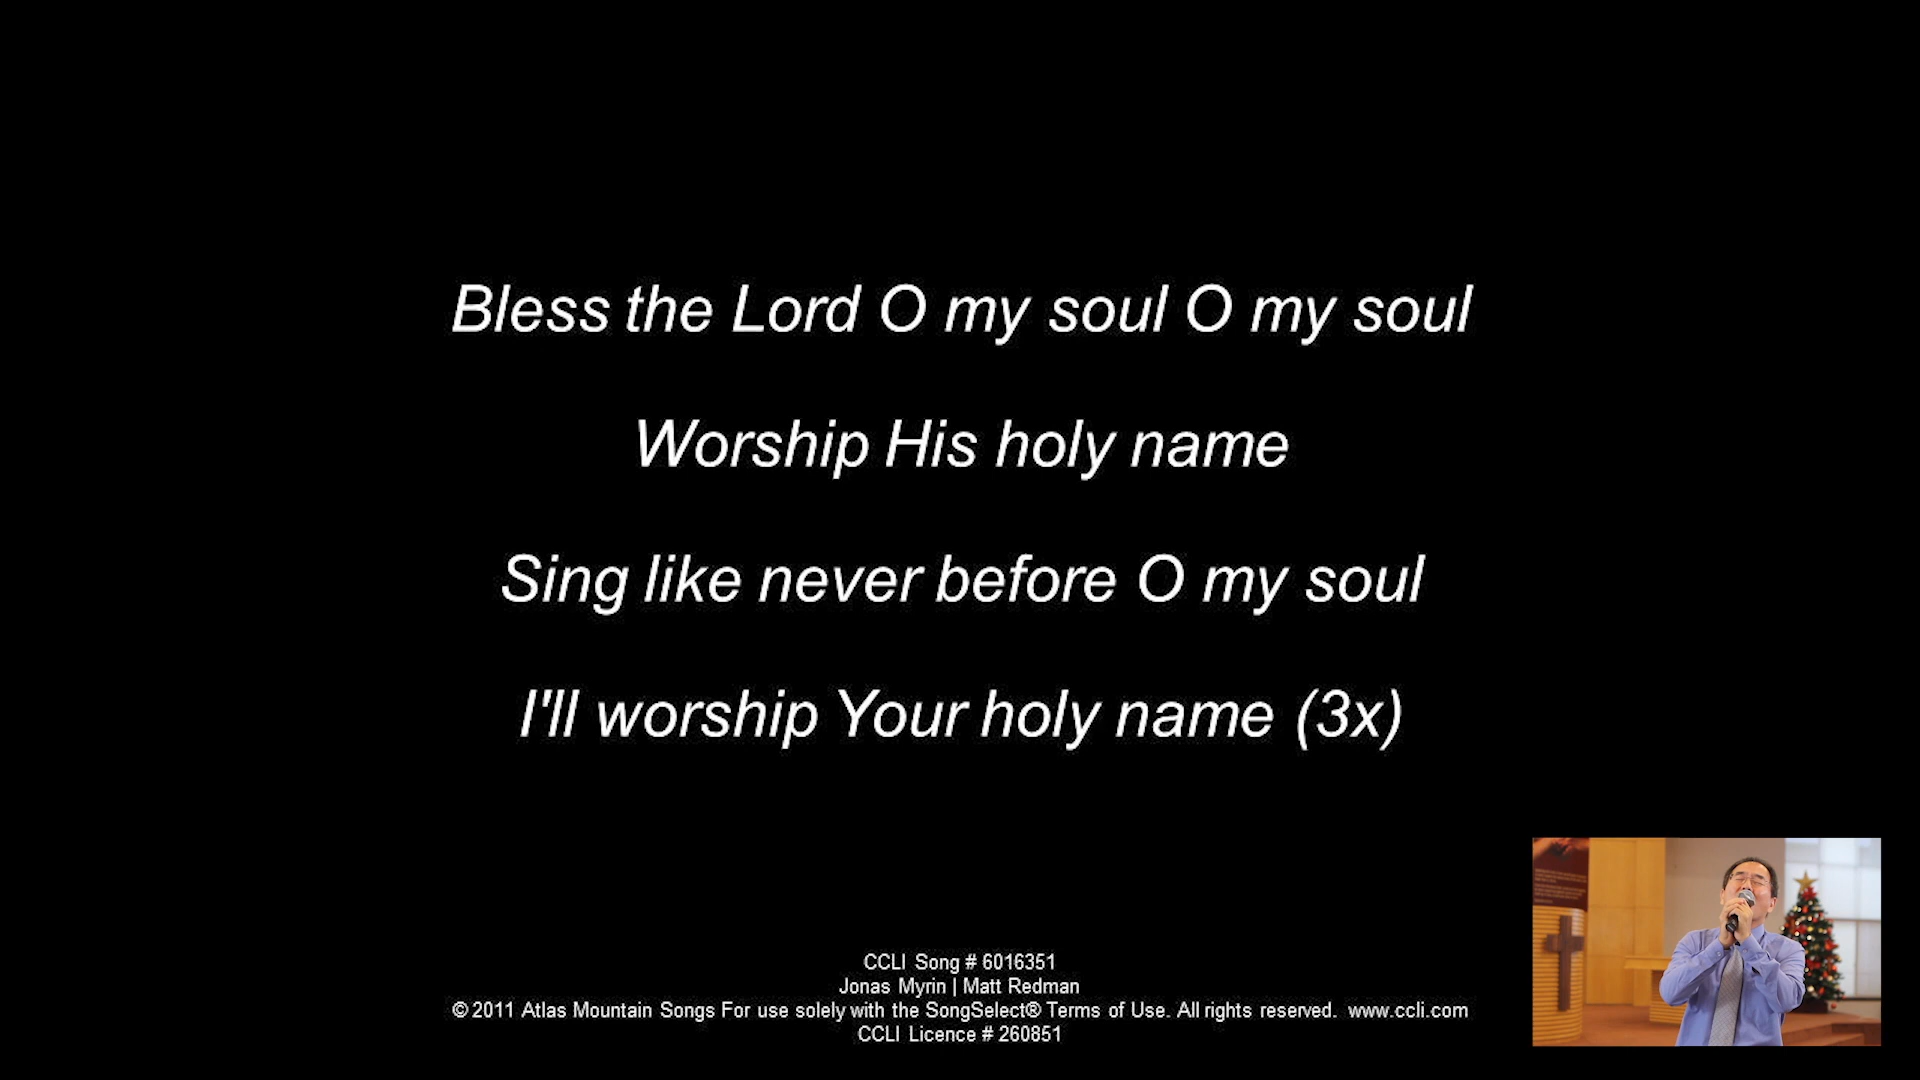 Bless the Lord O my soul O my soul
Worship His holy name
Sing like never before O my soul
I'll worship Your holy name (3x)
CCLI Song # 6016351
Jonas Myrin | Matt Redman
© 2011 Atlas Mountain Songs For use solely with the SongSelect® Terms of Use. All rights reserved. www.ccli.com
CCLI Licence # 260851